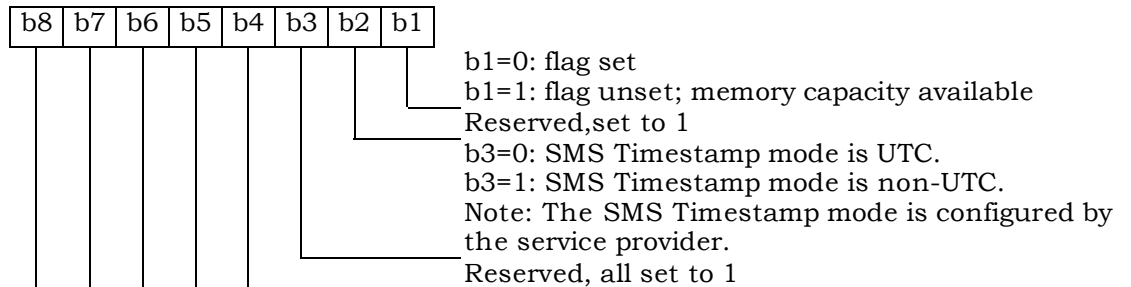 b8 b7 b6 b5 b4 b3 b2 b1
b1=0: flag set
b1=1: flag unset; memory capacity available
Reserved,set to 1
b3=0: SMS Timestamp mode is UTC.
b3=1: SMS Timestamp mode is non-UTC.
Note: The SMS Timestamp mode is configured by
the service provider.
Reserved, all set to 1